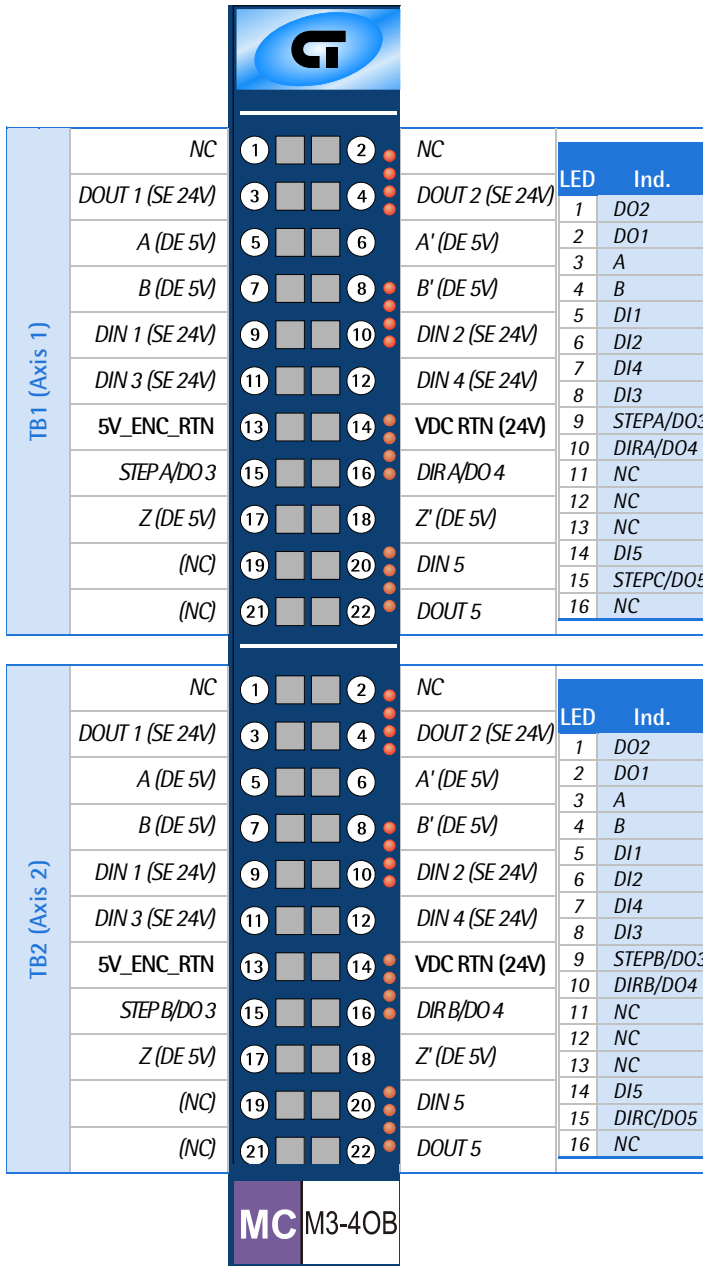 CT
TB1 (Axis 1)
NC 1 2 NC
DOUT 1 (SE 24V) 3 4 DOUT 2 (SE 24V)
A (DE 5V) 5 6 A' (DE 5V)
B (DE 5V) 7 8 B' (DE 5V)
DIN 1 (SE 24V) 9 10 DIN 2 (SE 24V)
DIN 3 (SE 24V) 11 12 DIN 4 (SE 24V)
5V_ENC_RTN 13 14 VDC RTN (24V)
STEP A/DO 3 15 16 DIR A/DO 4
Z (DE 5V) 17 18 Z' (DE 5V)
(NC) 19 20 DIN 5
(NC) 21 22 DOUT 5
LED Ind.
1 DO2
2 DO1
3 A
4 B
5 DI1
6 DI2
7 DI4
8 DI3
9 STEPA/DO3
10 DIRA/DO4
11 NC
12 NC
13 NC
14 DI5
15 STEPC/DO5
16 NC
TB2 (Axis 2)
NC 1 2 NC
DOUT 1 (SE 24V) 3 4 DOUT 2 (SE 24V)
A (DE 5V) 5 6 A' (DE 5V)
B (DE 5V) 7 8 B' (DE 5V)
DIN 1 (SE 24V) 9 10 DIN 2 (SE 24V)
DIN 3 (SE 24V) 11 12 DIN 4 (SE 24V)
5V_ENC_RTN 13 14 VDC RTN (24V)
STEP B/DO 3 15 16 DIR B/DO 4
Z (DE 5V) 17 18 Z' (DE 5V)
(NC) 19 20 DIN 5
(NC) 21 22 DOUT 5
LED Ind.
1 DO2
2 DO1
3 A
4 B
5 DI1
6 DI2
7 DI4
8 DI3
9 STEPB/DO3
10 DIRB/DO4
11 NC
12 NC
13 NC
14 DI5
15 DIRC/DO5
16 NC
MC M3-4OB